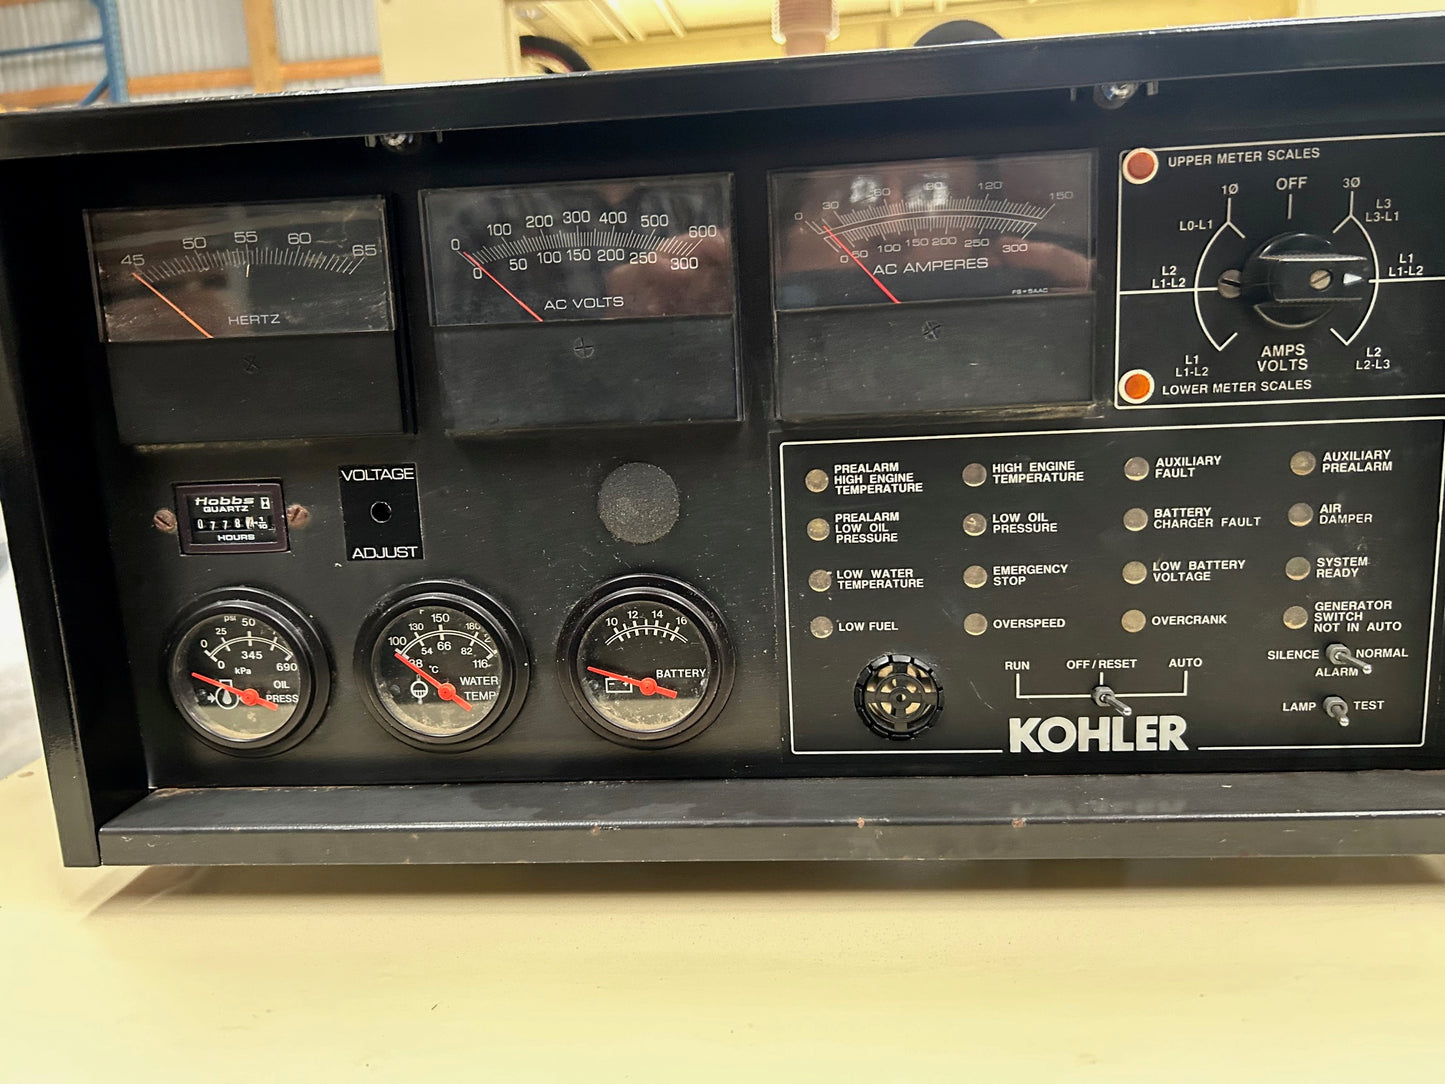 45 50 55 60 65
HERTZ
0 100 200 300 400 500 600
0 50 100 150 200 250 300
AC VOLTS
0 30 60 90 120 150
0 50 100 150 200 250 300
AC AMPERES
UPPER METER SCALES
1Ø OFF 3Ø
L0-L1
L3
L3-L1
L2
L1-L2
L1
L1-L2
L1
L1-L2
L2
L2-L3
AMPS
VOLTS
LOWER METER SCALES
Hobbs
QUARTZ
HOURS
VOLTAGE
ADJUST
psi
0 25 50
0 345 690
kPa
OIL
PRESS
°F
100 130 150 180
38 54 66 82 116
°C
WATER
TEMP
10 12 14 16
BATTERY
- +
PREALARM
HIGH ENGINE
TEMPERATURE
HIGH ENGINE
TEMPERATURE
AUXILIARY
FAULT
AUXILIARY
PREALARM
PREALARM
LOW OIL
PRESSURE
LOW OIL
PRESSURE
BATTERY
CHARGER FAULT
AIR
DAMPER
LOW WATER
TEMPERATURE
EMERGENCY
STOP
LOW BATTERY
VOLTAGE
SYSTEM
READY
LOW FUEL
OVERSPEED
OVERCRANK
GENERATOR
SWITCH
NOT IN AUTO
RUN OFF/RESET AUTO
SILENCE NORMAL
ALARM
LAMP TEST
KOHLER